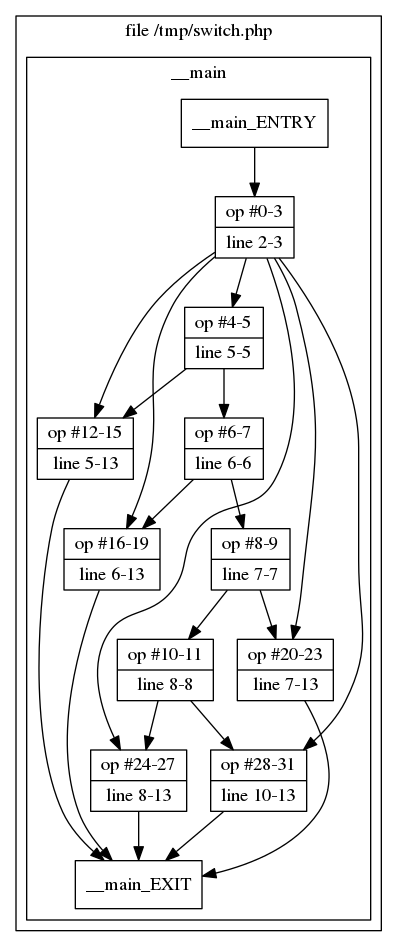 file /tmp/switch.php
__main
__main_ENTRY
op #0-3
line 2-3
op #4-5
line 5-5
op #12-15
line 5-13
op #6-7
line 6-6
op #16-19
line 6-13
op #8-9
line 7-7
op #10-11
line 8-8
op #20-23
line 7-13
op #24-27
line 8-13
op #28-31
line 10-13
__main_EXIT